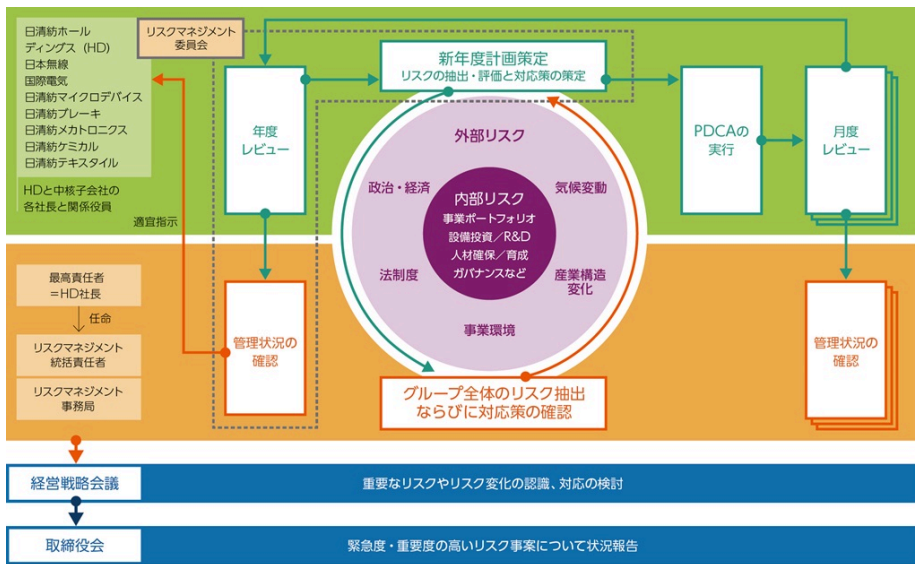 日清紡ホール
ディングス（HD）
日本無線
国際電気
日清紡マイクロデバイス
日清紡ブレーキ
日清紡メカトロニクス
日清紡ケミカル
日清紡テキスタイル
HDと中核子会社の
各社長と関係役員
リスクマネジメント
委員会
適宜指示
年度
レビュー
新年度計画策定
リスクの抽出・評価と対応策の策定
PDCAの
実行
月度
レビュー
外部リスク
政治・経済
気候変動
内部リスク
事業ポートフォリオ
設備投資／R&D
人材確保／育成
ガバナンスなど
法制度
産業構造
変化
事業環境
最高責任者
＝HD社長
任命
リスクマネジメント
統括責任者
リスクマネジメント
事務局
管理状況の
確認
グループ全体のリスク抽出
ならびに対応策の確認
管理状況の
確認
経営戦略会議
重要なリスクやリスク変化の認識、対応の検討
取締役会
緊急度・重要度の高いリスク事案について状況報告